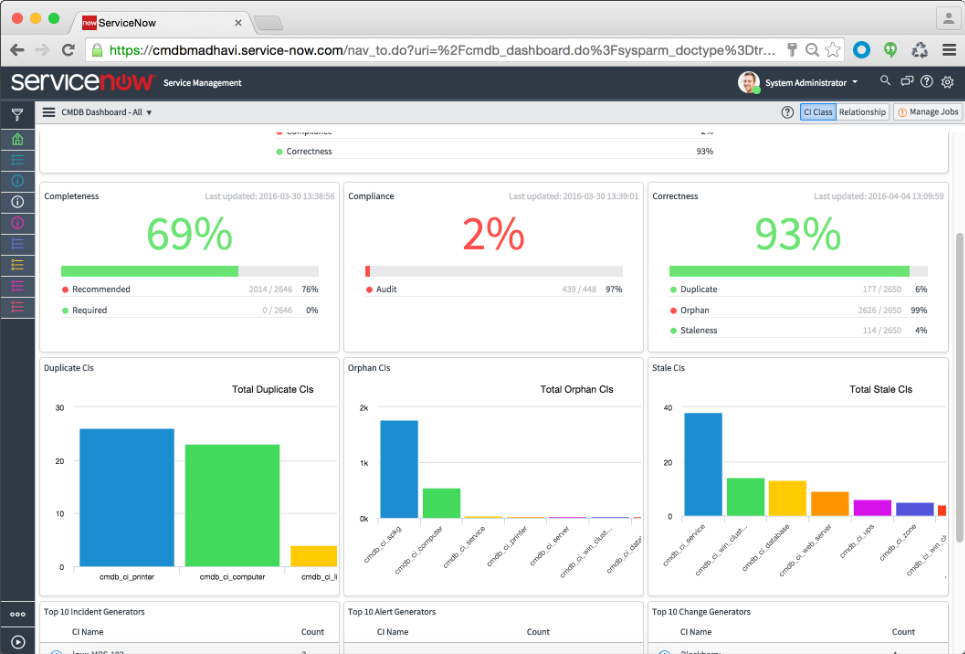 now ServiceNow
https://cmdbmadhavi.service-now.com/nav_to.do?uri=%2Fcmdb_dashboard.do%3Fsysparm_doctype%3Dtr...
servicenow Service Management System Administrator
CMDB Dashboard - All CI Class Relationship Manage Jobs
Compliance 2%
Correctness 93%
Completeness Last updated: 2016-03-30 13:38:56
69%
Recommended 2014 / 2646 76%
Required 0 / 2646 0%
Compliance Last updated: 2016-03-30 13:39:01
2%
Audit 439 / 448 97%
Correctness Last updated: 2016-04-04 13:09:59
93%
Duplicate 177 / 2650 6%
Orphan 2626 / 2650 99%
Staleness 114 / 2650 4%
Duplicate CIs
Total Duplicate CIs
30
20
10
0
cmdb_ci_printer cmdb_ci_computer cmdb_ci_li
Orphan CIs
Total Orphan CIs
2k
1k
0k
cmdb_ci_spkg cmdb_ci_computer cmdb_ci_service cmdb_ci_printer cmdb_ci_server cmdb_ci_win_clust... cmdb_ci_data
Stale CIs
Total Stale CIs
40
20
0
cmdb_ci_service cmdb_ci_win_clust... cmdb_ci_database cmdb_ci_web_server cmdb_ci_ups cmdb_ci_zone cmdb_ci_win_c
Top 10 Incident Generators
CI Name Count
Top 10 Alert Generators
CI Name Count
Top 10 Change Generators
CI Name Count